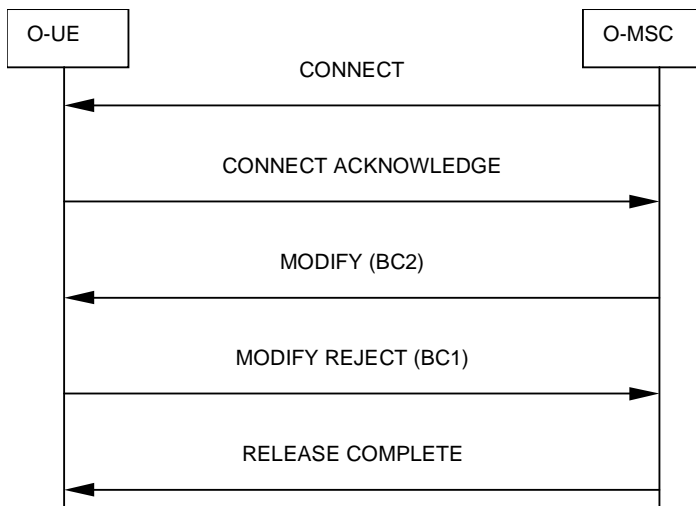 O-UE
O-MSC
CONNECT
CONNECT ACKNOWLEDGE
MODIFY (BC2)
MODIFY REJECT (BC1)
RELEASE COMPLETE